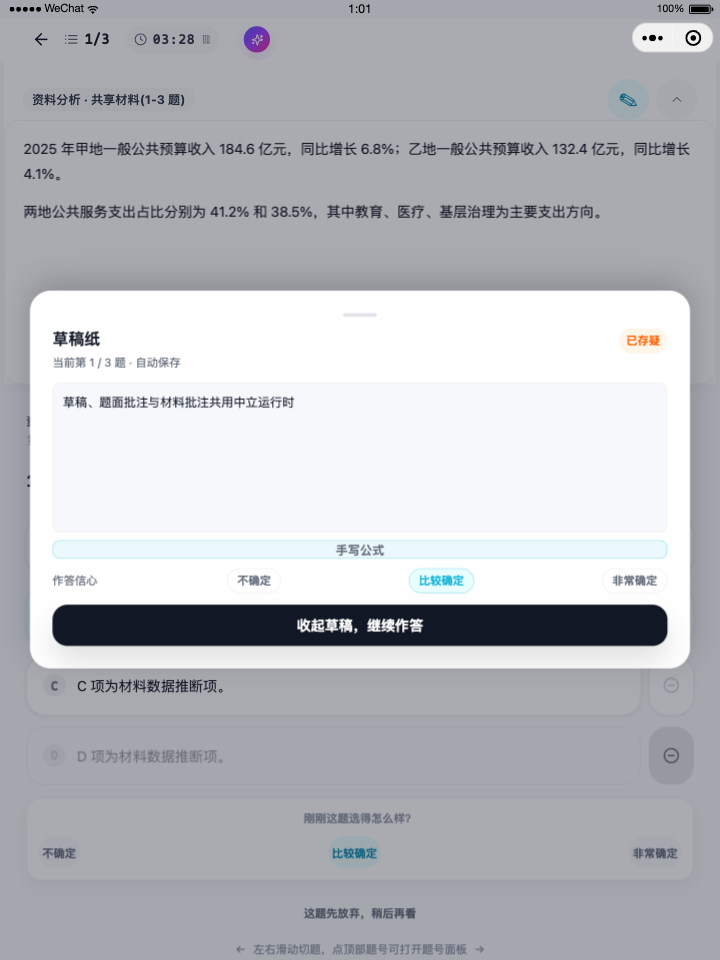 WeChat
1:01
100%
1/3
03:28
资料分析 · 共享材料(1-3 题)
2025 年甲地一般公共预算收入 184.6 亿元，同比增长 6.8%；乙地一般公共预算收入 132.4 亿元，同比增长
4.1%。
两地公共服务支出占比分别为 41.2% 和 38.5%，其中教育、医疗、基层治理为主要支出方向。
草稿纸
已存疑
当前第 1 / 3 题 · 自动保存
草稿、题面批注与材料批注共用中立运行时
手写公式
作答信心
不确定
比较确定
非常确定
收起草稿，继续作答
C C 项为材料数据推断项。
D D 项为材料数据推断项。
刚刚这题选得怎么样?
不确定
比较确定
非常确定
这题先放弃，稍后再看
← 左右滑动切题，点顶部题号可打开题号面板 →